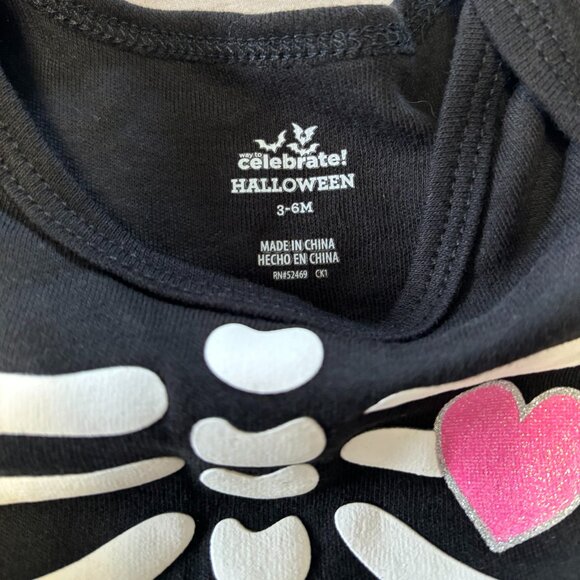 way to
celebrate!
HALLOWEEN
3-6M
MADE IN CHINA
HECHO EN CHINA
RN#52469 CK1